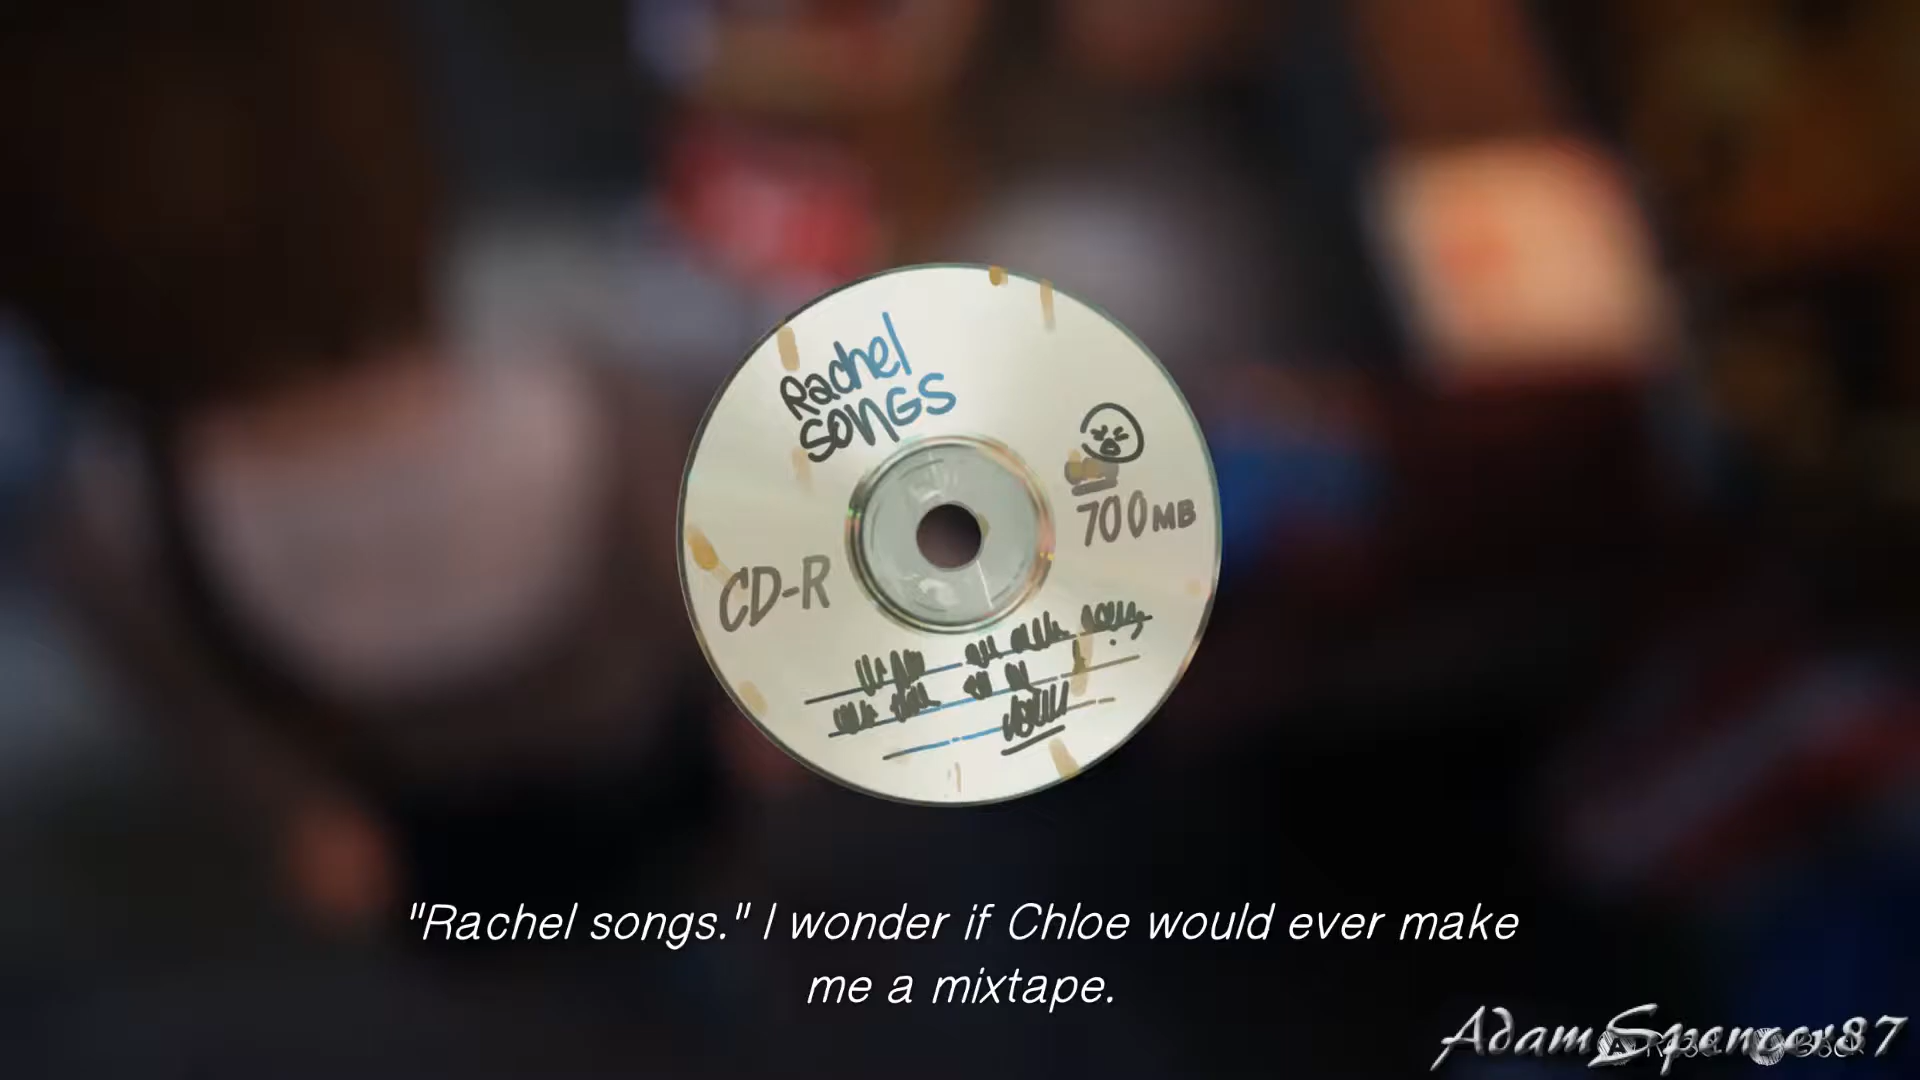 Rachel
SONGS
700MB
CD-R
"Rachel songs." I wonder if Chloe would ever make
me a mixtape.
AdamSpencer87